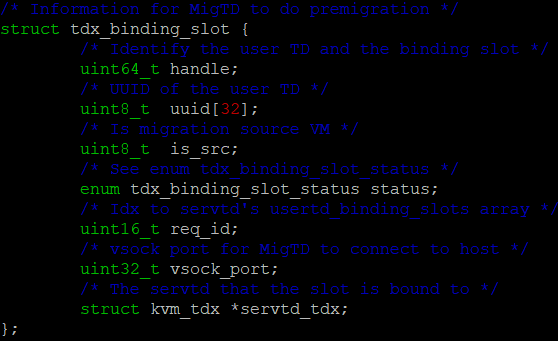 /* Information for MigTD to do premigration */
struct tdx_binding_slot {
/* Identify the user TD and the binding slot */
uint64_t handle;
/* UUID of the user TD */
uint8_t  uuid[32];
/* Is migration source VM */
uint8_t  is_src;
/* See enum tdx_binding_slot_status */
enum tdx_binding_slot_status status;
/* Idx to servtd's usertd_binding_slots array */
uint16_t req_id;
/* vsock port for MigTD to connect to host */
uint32_t vsock_port;
/* The servtd that the slot is bound to */
struct kvm_tdx *servtd_tdx;
};